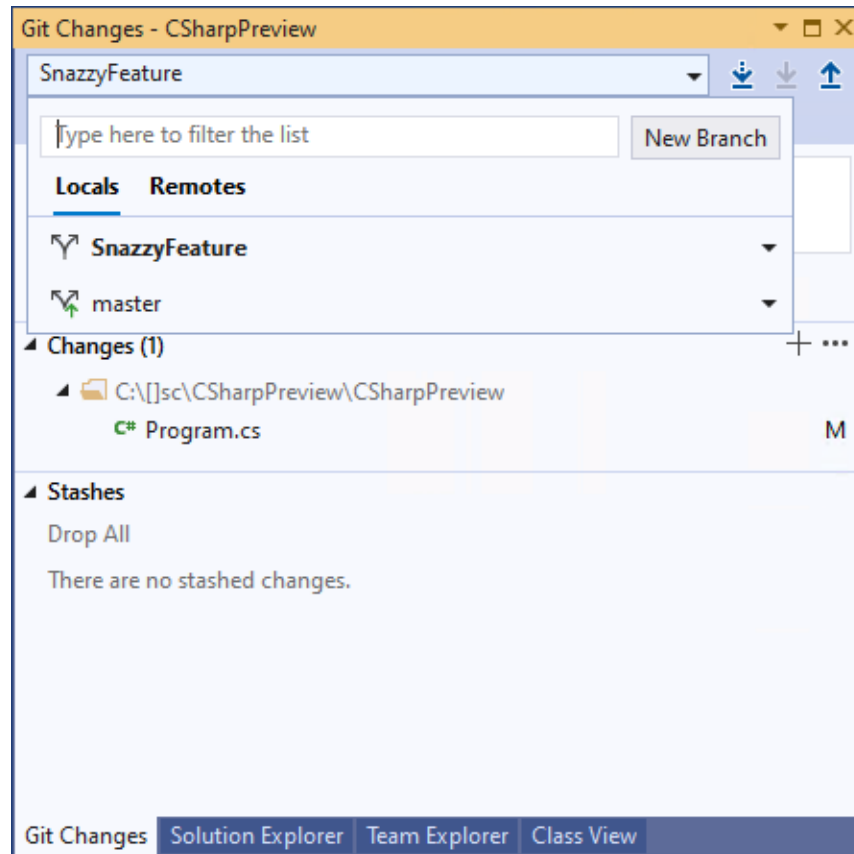 Git Changes - CSharpPreview
SnazzyFeature
Type here to filter the list
New Branch
Locals Remotes
SnazzyFeature
master
Changes (1)
C:\[]sc\CSharpPreview\CSharpPreview
C# Program.cs M
Stashes
Drop All
There are no stashed changes.
Git Changes Solution Explorer Team Explorer Class View